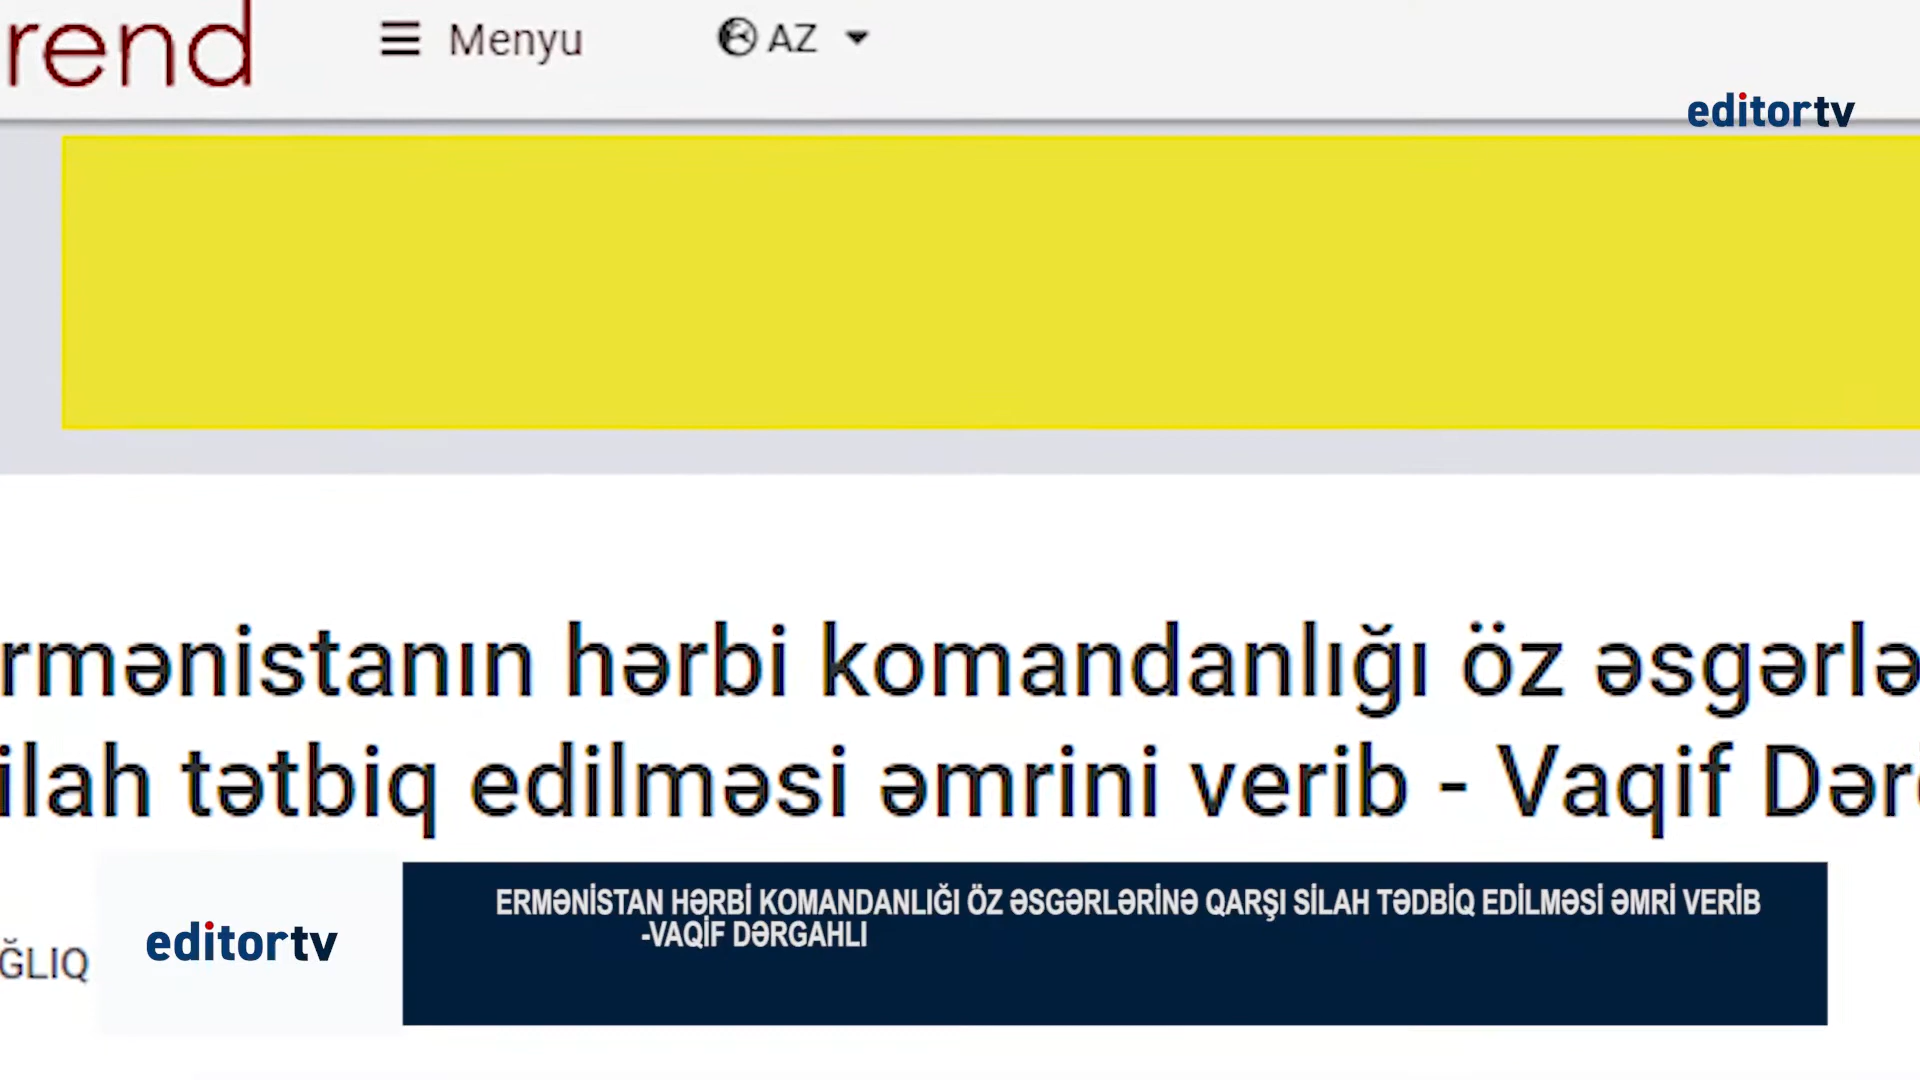 rend
Menyu
AZ
editortv
rmənistanın hərbi komandanlığı öz əsgərlə
ilah tətbiq edilməsi əmrini verib - Vaqif Dər
ĞLIQ
editortv
ERMƏNİSTAN HƏRBİ KOMANDANLIĞI ÖZ ƏSGƏRLƏRİNƏ QARŞI SİLAH TƏDBİQ EDİLMƏSİ ƏMRİ VERİB
-VAQİF DƏRGAHLI